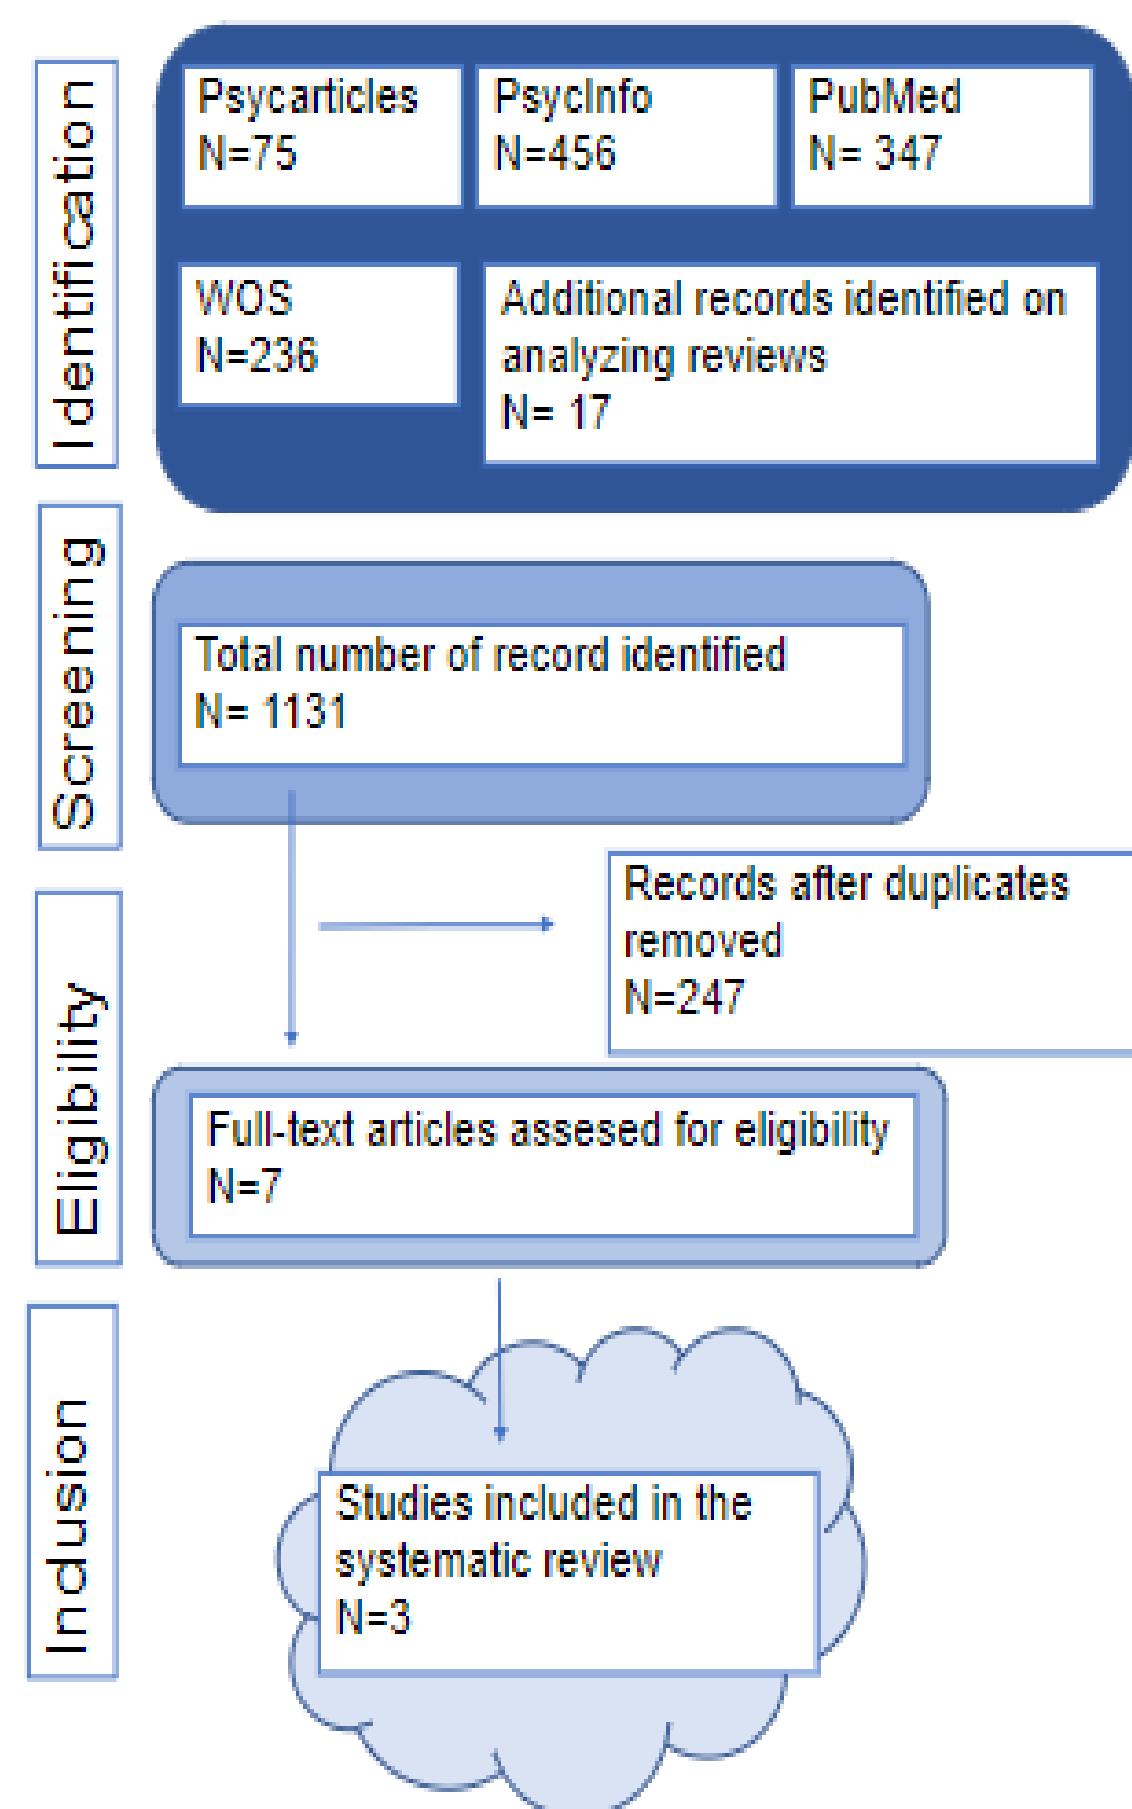 Identification
Psycarticles
N=75
PsycInfo
N=456
PubMed
N= 347
WOS
N=236
Additional records identified on
analyzing reviews
N= 17
Screening
Total number of record identified
N= 1131
Records after duplicates
removed
N=247
Eligibility
Full-text articles assesed for eligibility
N=7
Inclusion
Studies included in the
systematic review
N=3